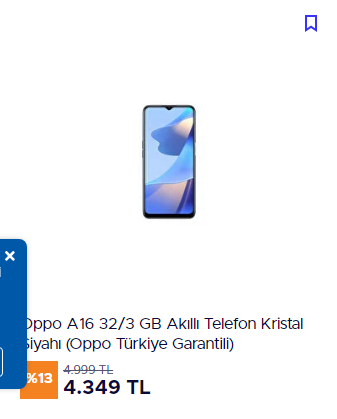 Oppo A16 32/3 GB Akıllı Telefon Kristal
Siyahı (Oppo Türkiye Garantili)
%13
4.999 TL
4.349 TL